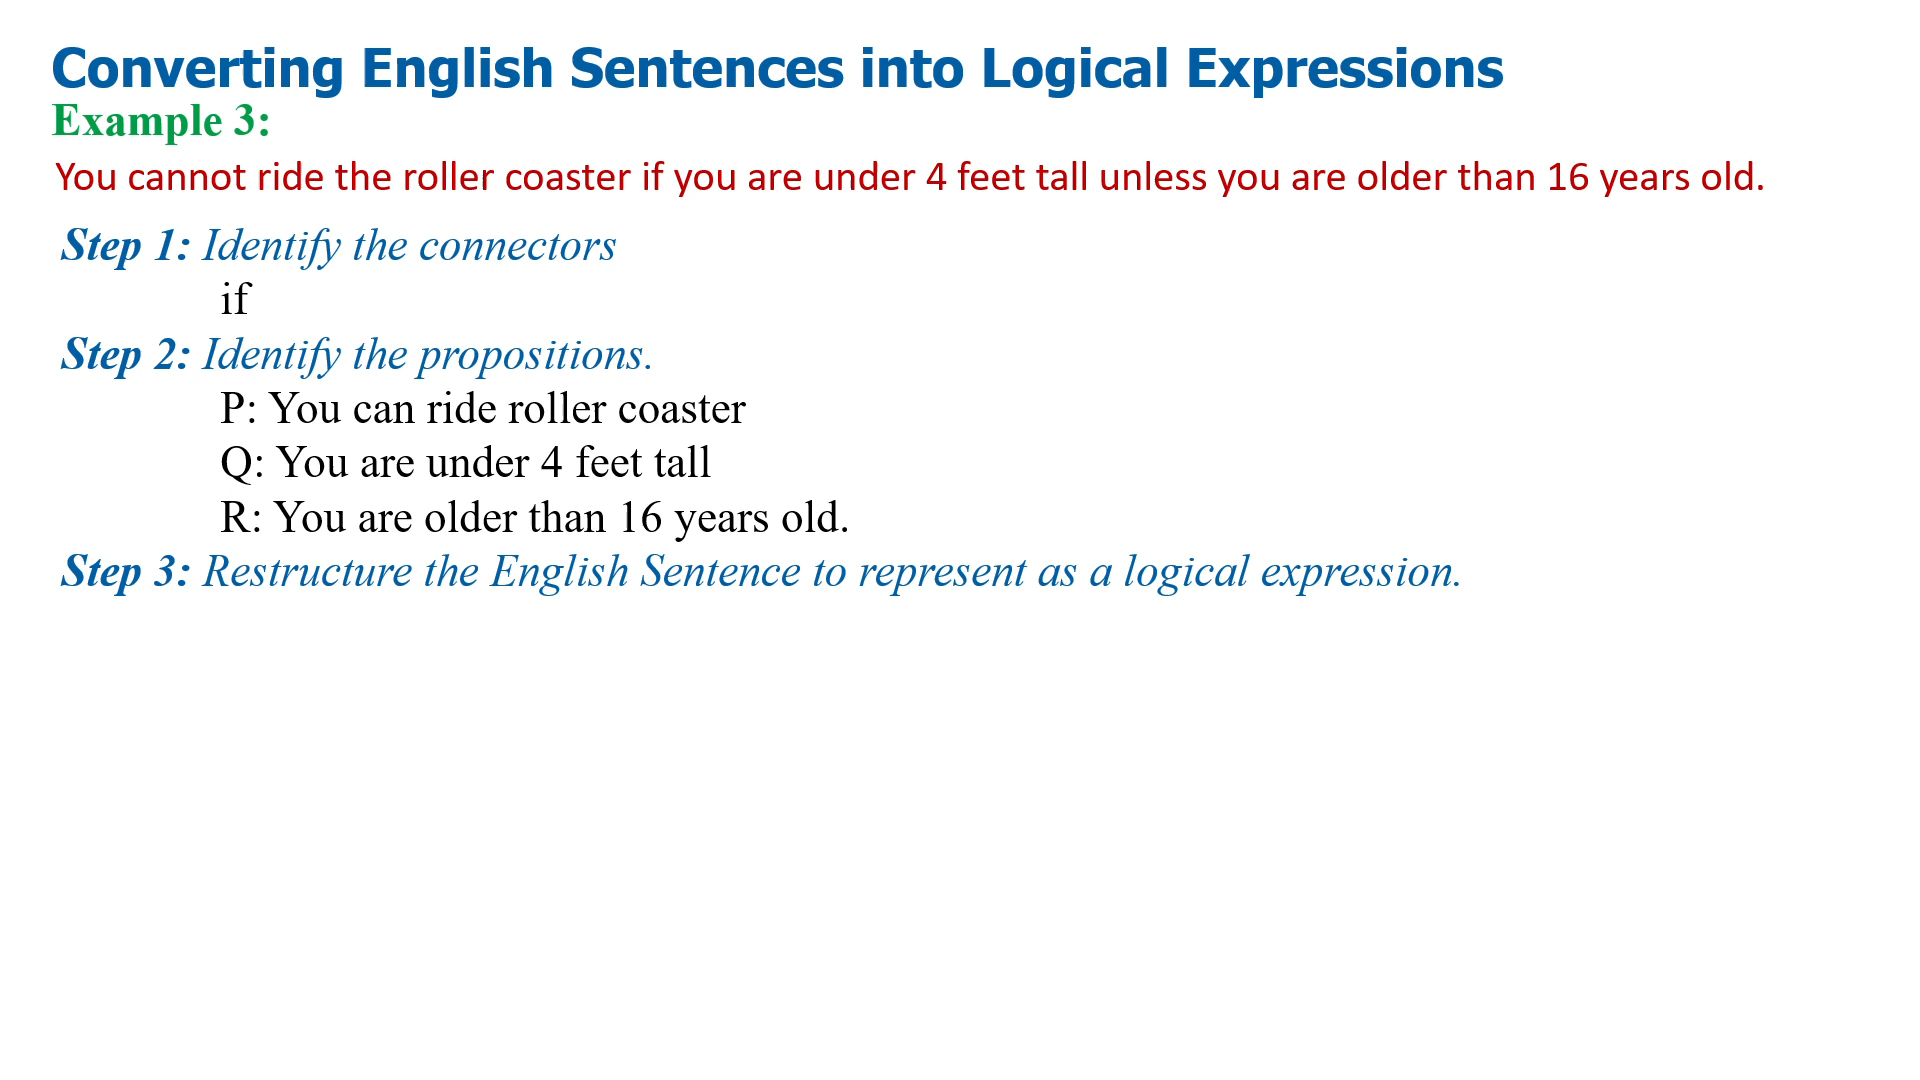 Converting English Sentences into Logical Expressions
Example 3:
You cannot ride the roller coaster if you are under 4 feet tall unless you are older than 16 years old.
Step 1: Identify the connectors
if
Step 2: Identify the propositions.
P: You can ride roller coaster
Q: You are under 4 feet tall
R: You are older than 16 years old.
Step 3: Restructure the English Sentence to represent as a logical expression.